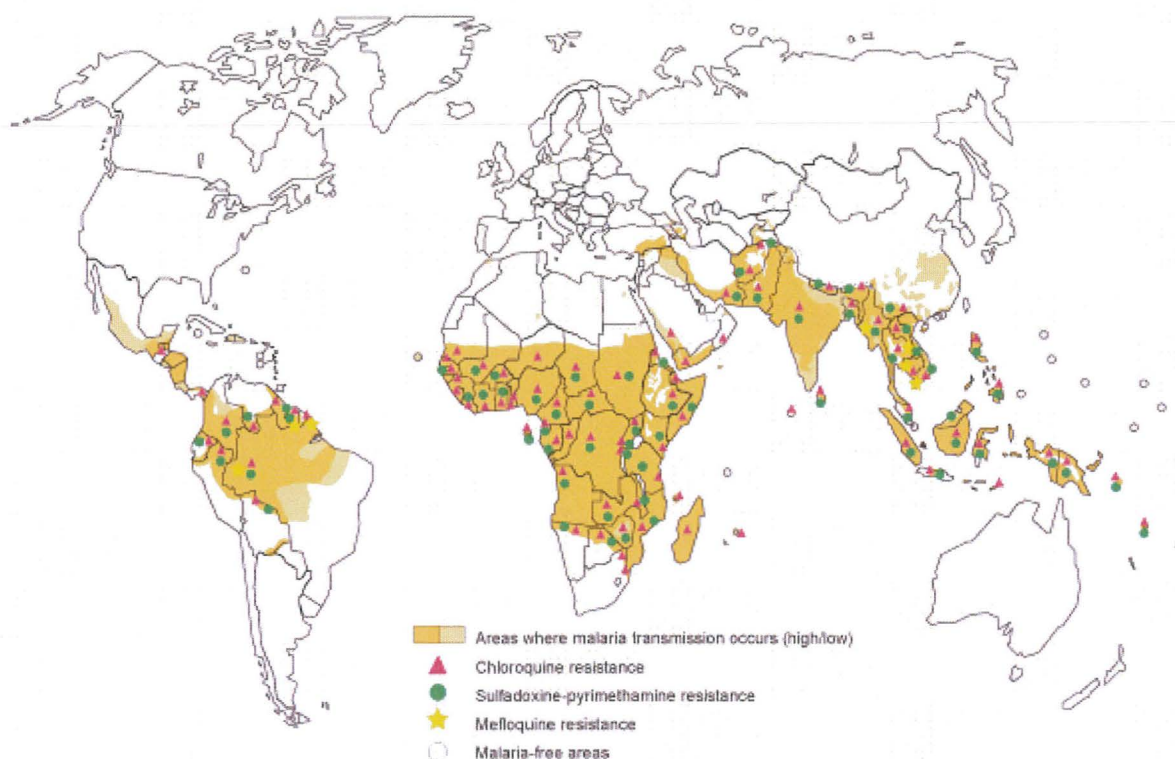 Areas where malaria transmission occurs (high/low)
Chloroquine resistance
Sulfadoxine-pyrimethamine resistance
Mefloquine resistance
Malaria-free areas